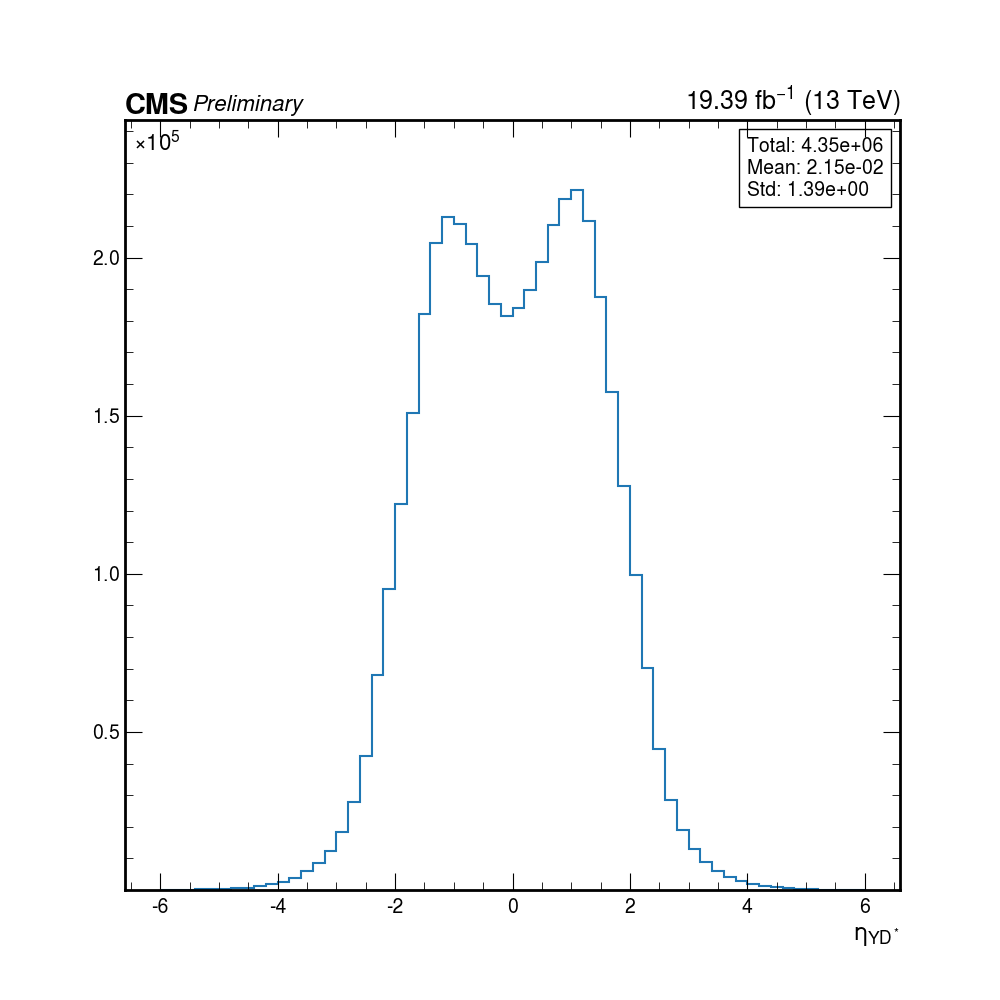 CMS Preliminary 19.39 fb⁻¹ (13 TeV)
×10⁵
Total: 4.35e+06
Mean: 2.15e-02
Std: 1.39e+00
2.0
1.5
1.0
0.5
-6 -4 -2 0 2 4 6
η_YD*